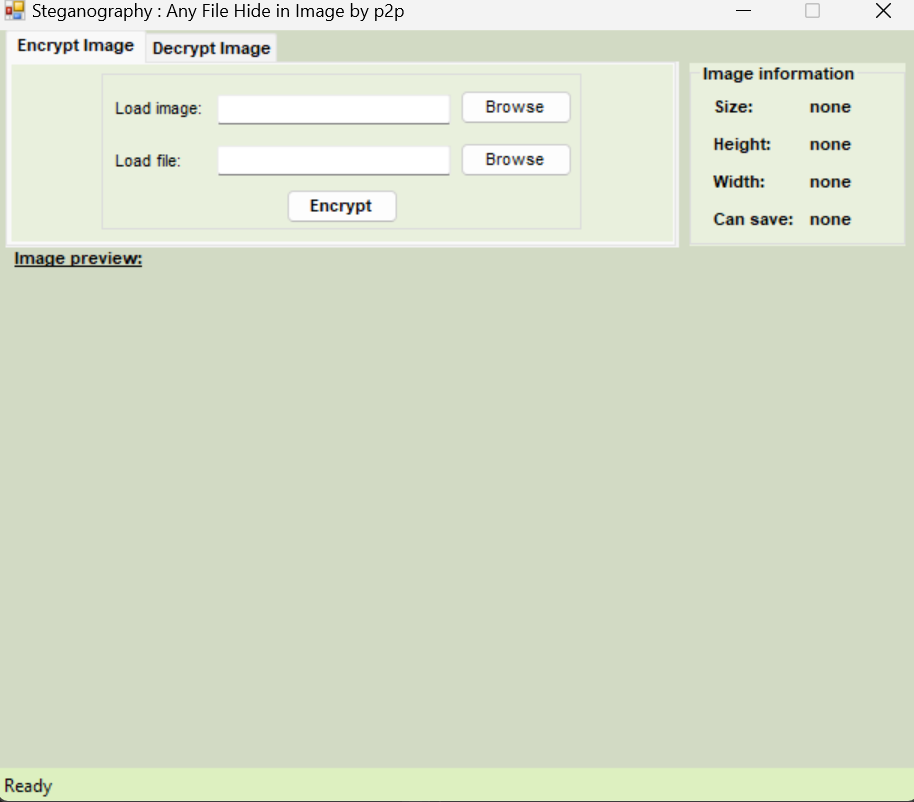 Steganography : Any File Hide in Image by p2p
Encrypt Image
Decrypt Image
Load image:
Browse
Load file:
Browse
Encrypt
Image information
Size: none
Height: none
Width: none
Can save: none
Image preview:
Ready